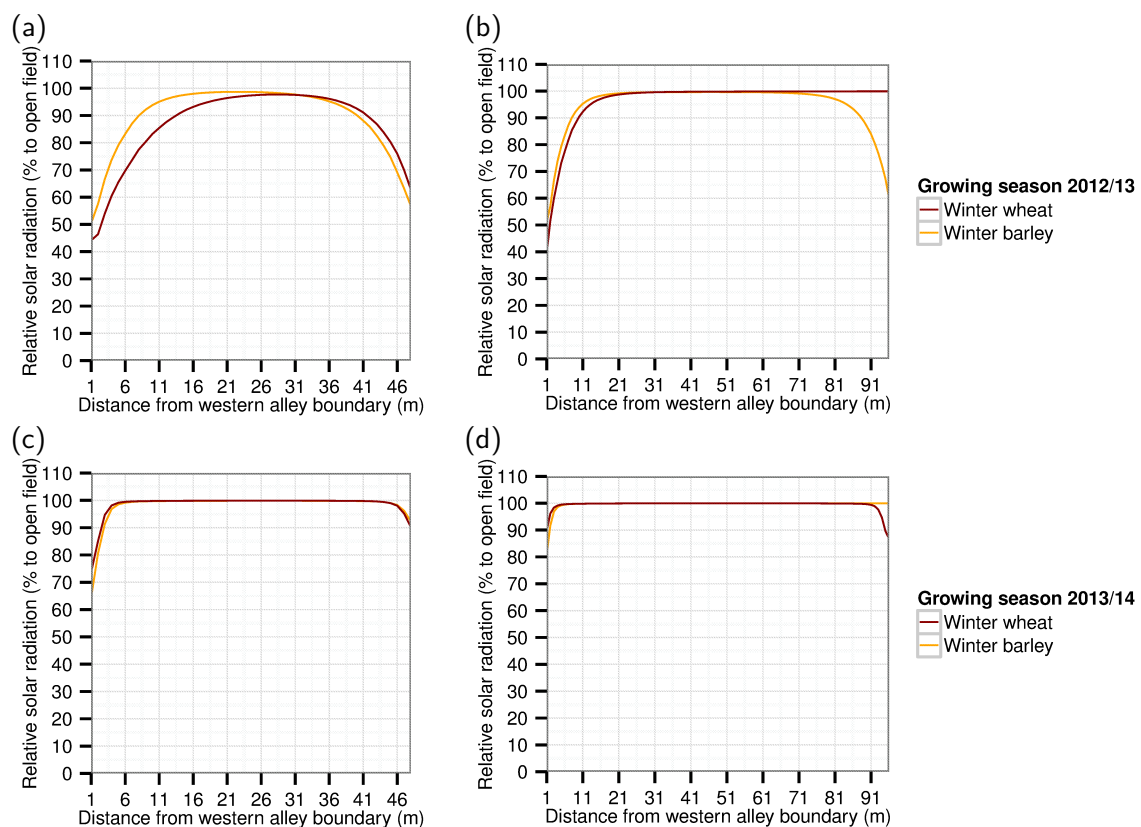 (a)
Relative solar radiation (% to open field)
110
100
90
80
70
60
50
40
30
20
10
0
1 6 11 16 21 26 31 36 41 46
Distance from western alley boundary (m)
(b)
Relative solar radiation (% to open field)
110
100
90
80
70
60
50
40
30
20
10
0
1 11 21 31 41 51 61 71 81 91
Distance from western alley boundary (m)
Growing season 2012/13
Winter wheat
Winter barley
(c)
Relative solar radiation (% to open field)
110
100
90
80
70
60
50
40
30
20
10
0
1 6 11 16 21 26 31 36 41 46
Distance from western alley boundary (m)
(d)
Relative solar radiation (% to open field)
110
100
90
80
70
60
50
40
30
20
10
0
1 11 21 31 41 51 61 71 81 91
Distance from western alley boundary (m)
Growing season 2013/14
Winter wheat
Winter barley